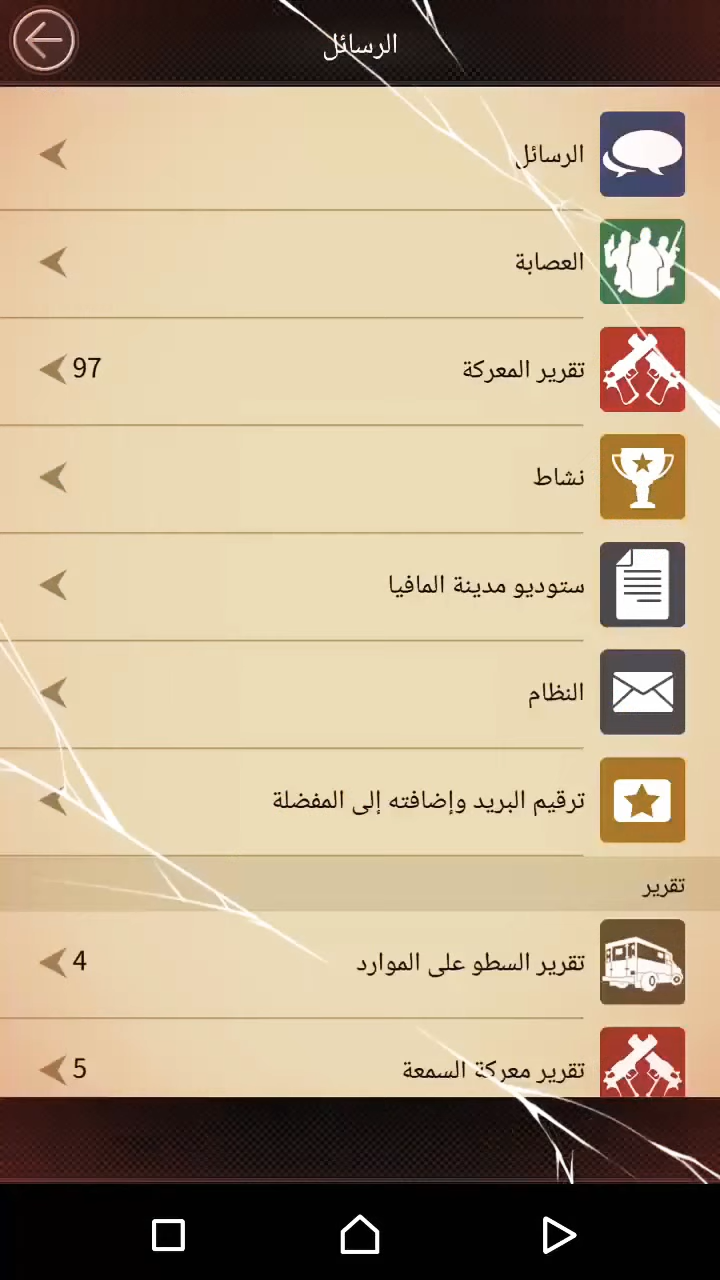 الرسائل
الرسائل
العصابة
تقرير المعركة 97
نشاط
ستوديو مدينة المافيا
النظام
ترقيم البريد وإضافته إلى المفضلة
تقرير
تقرير السطو على الموارد 4
تقرير معركة السمعة 5